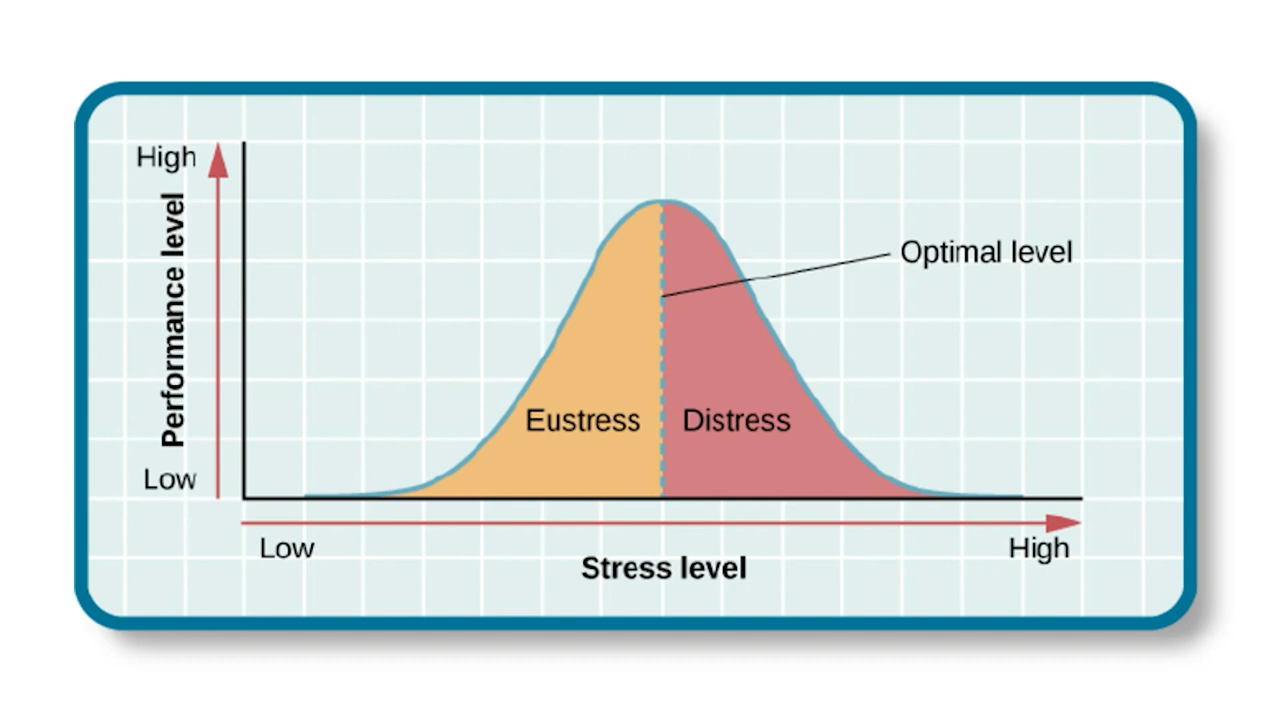 High
Performance level
Low
Optimal level
Eustress
Distress
Low
High
Stress level